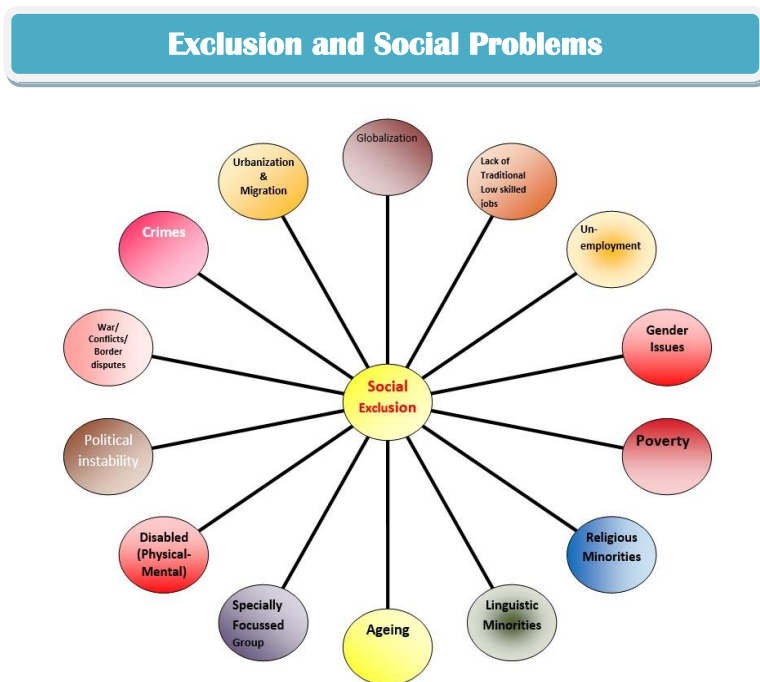 Exclusion and Social Problems
Globalization
Lack of
Traditional
Low skilled
jobs
Un-
employment
Gender
Issues
Poverty
Religious
Minorities
Linguistic
Minorities
Ageing
Specially
Focussed
Group
Disabled
(Physical-
Mental)
Political
instability
War/
Conflicts/
Border
disputes
Crimes
Urbanization
&
Migration
Social
Exclusion